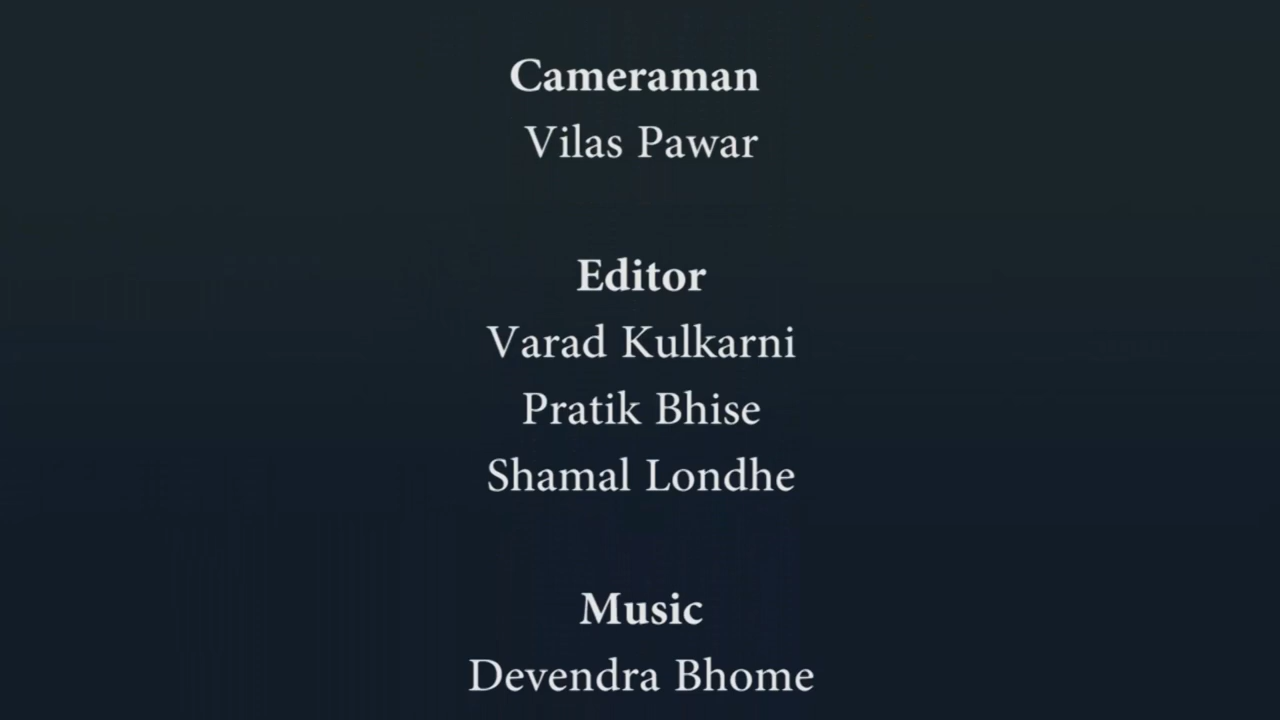 Cameraman
Vilas Pawar
Editor
Varad Kulkarni
Pratik Bhise
Shamal Londhe
Music
Devendra Bhome